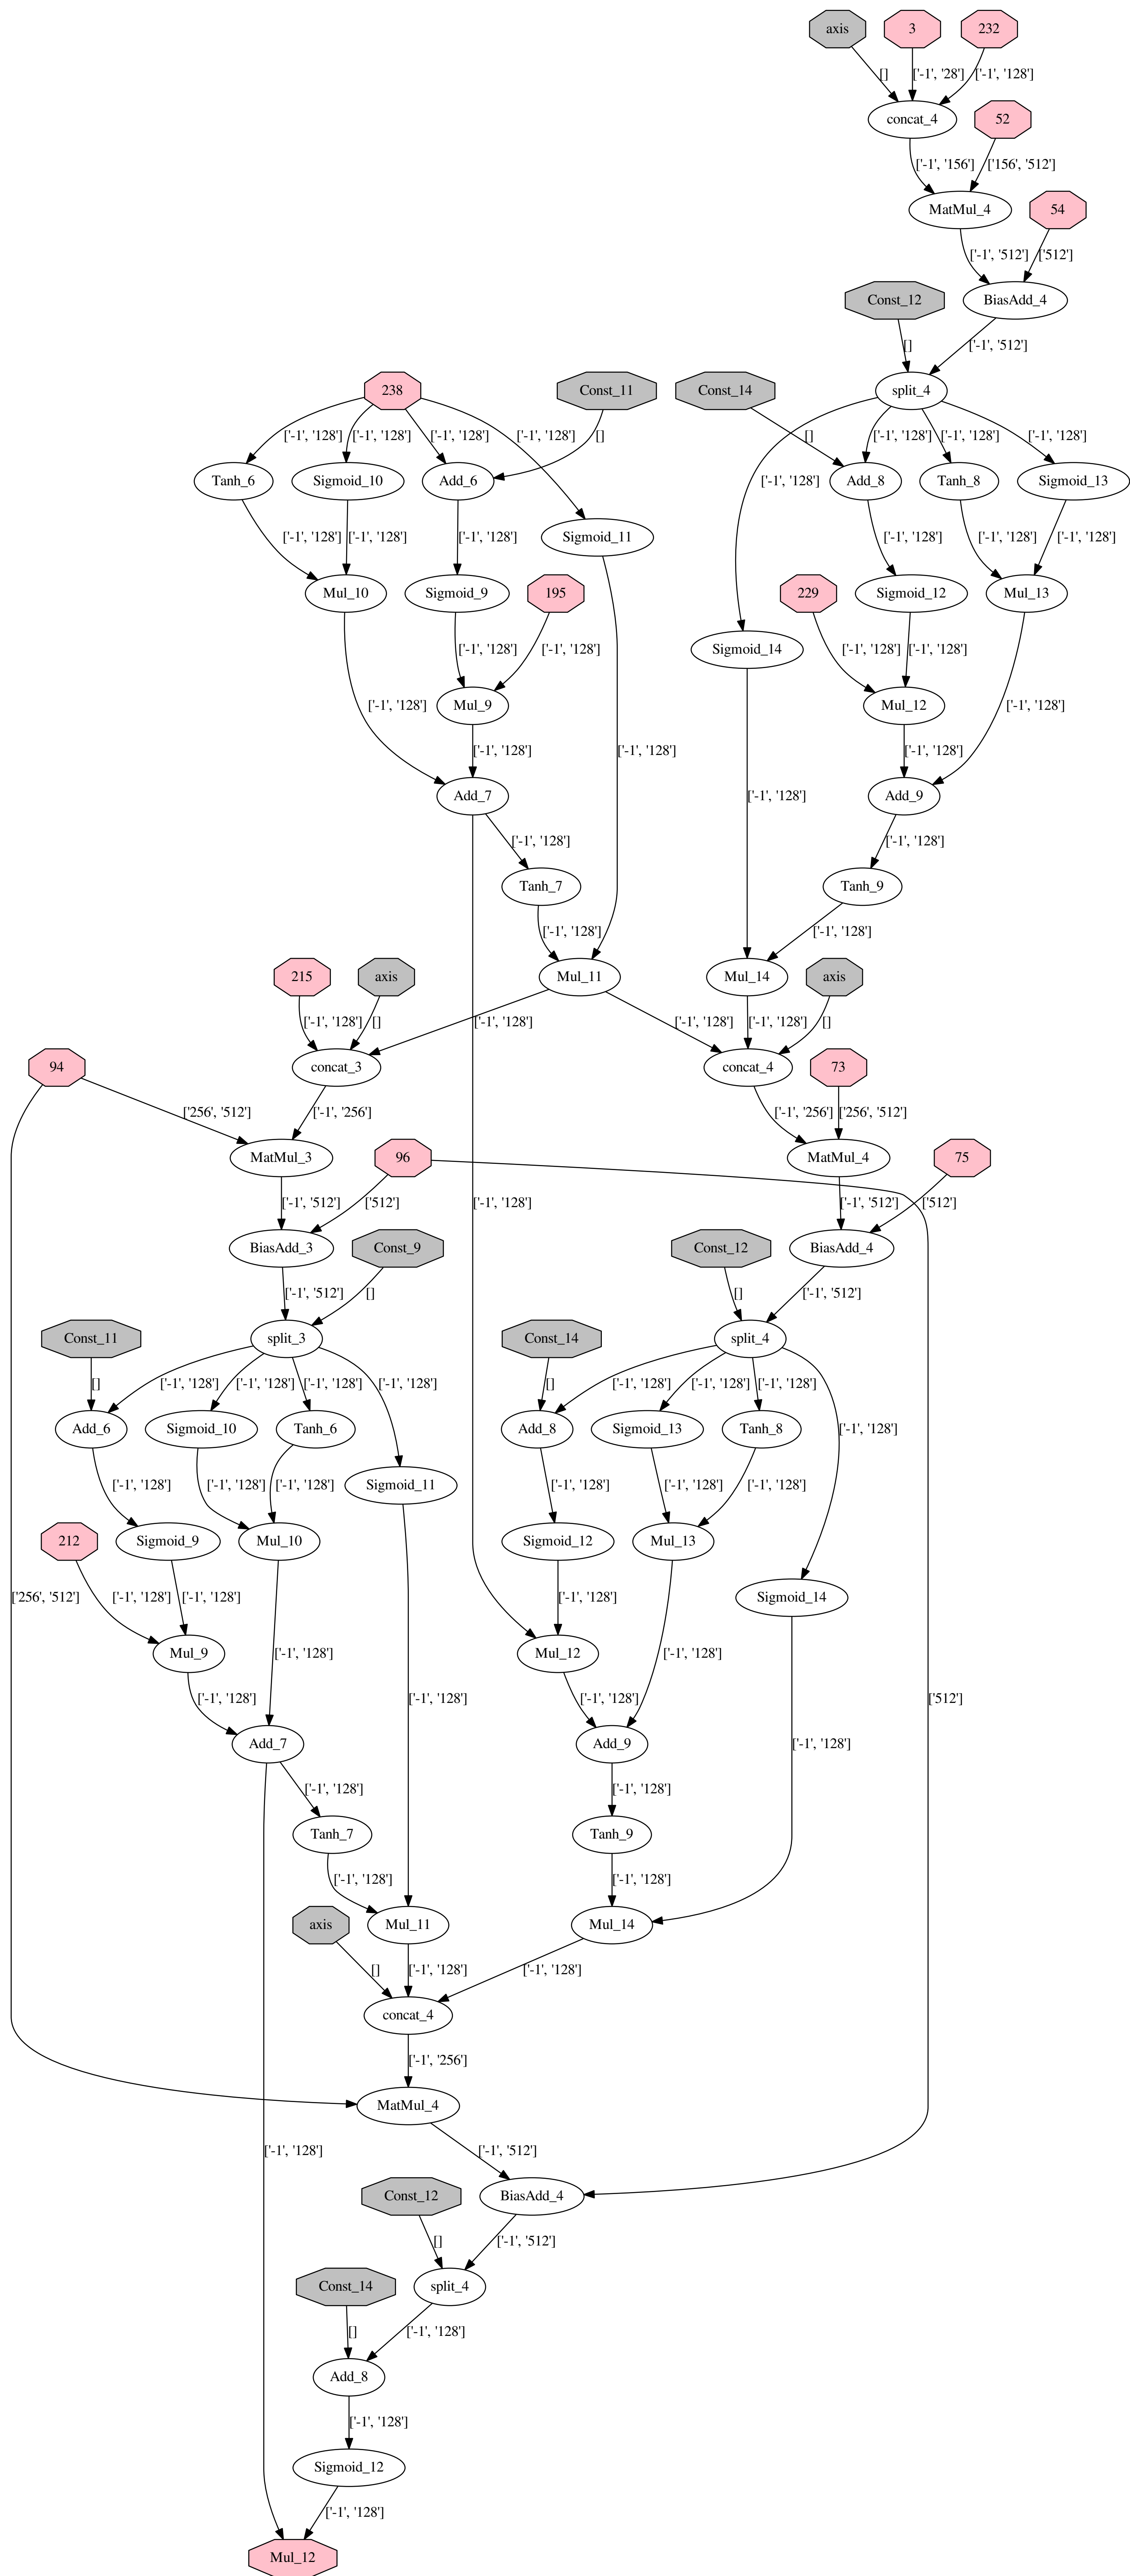 axis 3 232
[] ['-1', '28'] ['-1', '128']
concat_4 52
['-1', '156'] ['156', '512']
MatMul_4 54
['-1', '512'] ['512']
Const_12 BiasAdd_4
[] ['-1', '512']
238 Const_11 Const_14 split_4
['-1', '128'] ['-1', '128'] ['-1', '128'] ['-1', '128'] [] [] ['-1', '128'] ['-1', '128'] ['-1', '128']
Tanh_6 Sigmoid_10 Add_6 ['-1', '128'] Add_8 Tanh_8 Sigmoid_13
['-1', '128'] ['-1', '128'] ['-1', '128'] Sigmoid_11 ['-1', '128'] ['-1', '128'] ['-1', '128']
Mul_10 Sigmoid_9 195 229 Sigmoid_12 Mul_13
['-1', '128'] ['-1', '128'] Sigmoid_14 ['-1', '128'] ['-1', '128']
['-1', '128'] Mul_9 Mul_12 ['-1', '128']
['-1', '128'] ['-1', '128'] ['-1', '128']
Add_7 ['-1', '128'] Add_9
['-1', '128'] ['-1', '128']
Tanh_7 Tanh_9
['-1', '128'] ['-1', '128']
215 axis Mul_11 Mul_14 axis
['-1', '128'] [] ['-1', '128'] ['-1', '128'] ['-1', '128'] []
94 concat_3 concat_4 73
['256', '512'] ['-1', '256'] ['-1', '256'] ['256', '512']
MatMul_3 96 MatMul_4 75
['-1', '512'] ['512'] ['-1', '128'] ['-1', '512'] ['512']
BiasAdd_3 Const_9 Const_12 BiasAdd_4
['-1', '512'] [] [] ['-1', '512']
Const_11 split_3 Const_14 split_4
[] ['-1', '128'] ['-1', '128'] ['-1', '128'] ['-1', '128'] [] ['-1', '128'] ['-1', '128'] ['-1', '128']
Add_6 Sigmoid_10 Tanh_6 Add_8 Sigmoid_13 Tanh_8 ['-1', '128']
['-1', '128'] ['-1', '128'] ['-1', '128'] Sigmoid_11 ['-1', '128'] ['-1', '128'] ['-1', '128']
212 Sigmoid_9 Mul_10 Sigmoid_12 Mul_13
['256', '512'] ['-1', '128'] ['-1', '128'] ['-1', '128'] Sigmoid_14
Mul_9 ['-1', '128'] Mul_12 ['-1', '128']
['-1', '128'] ['-1', '128'] ['-1', '128'] ['512']
Add_7 Add_9 ['-1', '128']
['-1', '128'] ['-1', '128']
Tanh_7 Tanh_9
['-1', '128'] ['-1', '128']
axis Mul_11 Mul_14
[] ['-1', '128'] ['-1', '128']
concat_4
['-1', '256']
MatMul_4
['-1', '128'] ['-1', '512']
Const_12 BiasAdd_4
[] ['-1', '512']
Const_14 split_4
[] ['-1', '128']
Add_8
['-1', '128']
Sigmoid_12
['-1', '128']
Mul_12